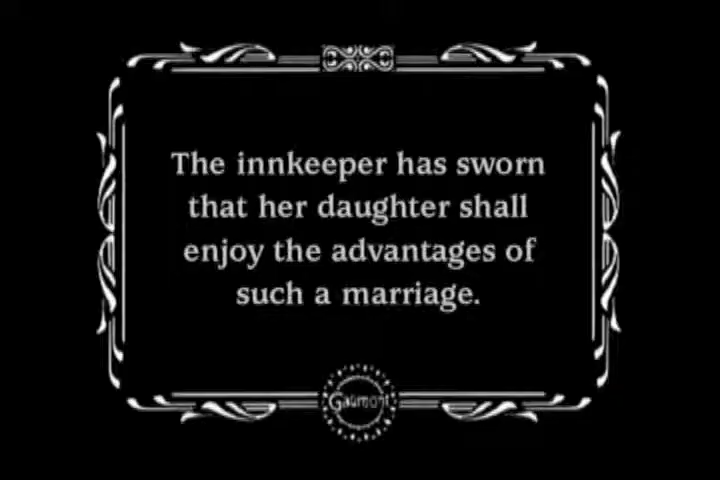 The innkeeper has sworn
that her daughter shall
enjoy the advantages of
such a marriage.
Gaumont